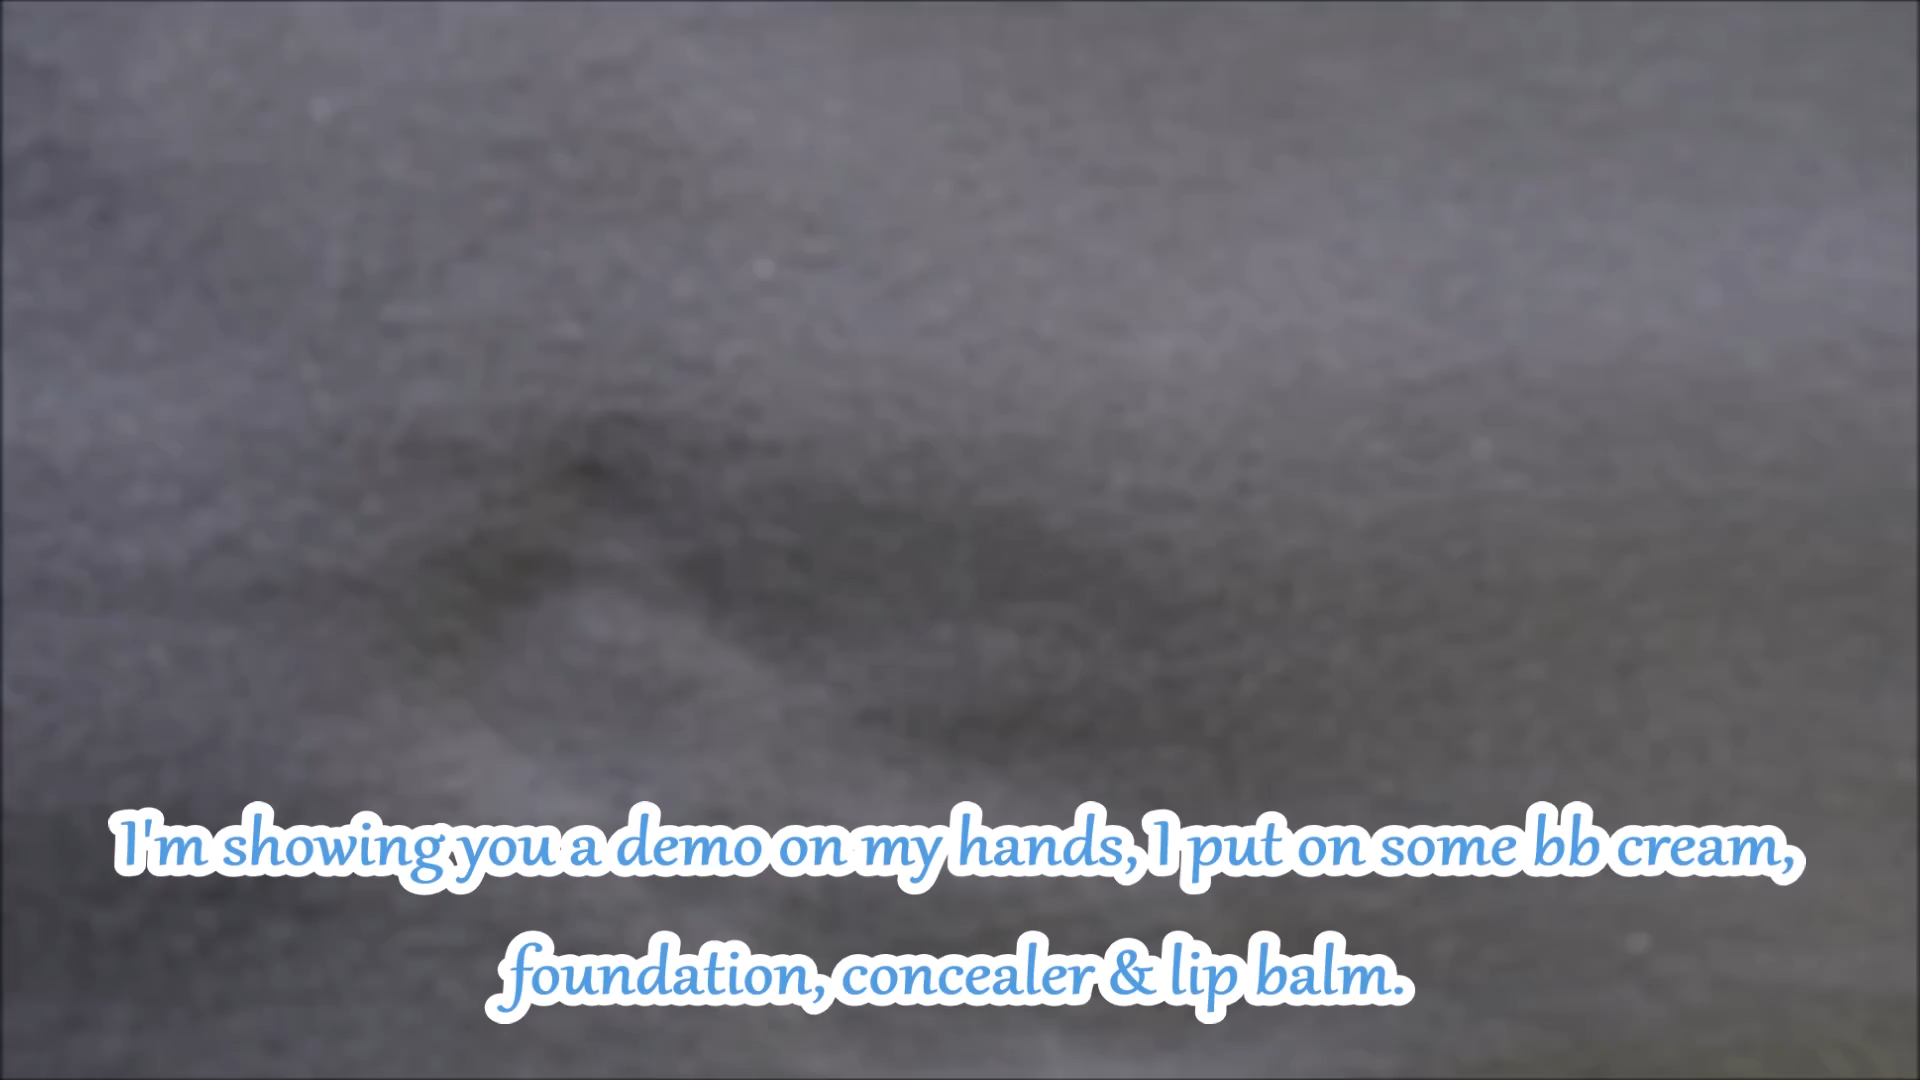 I'm showing you a demo on my hands, I put on some bb cream,
foundation, concealer & lip balm.